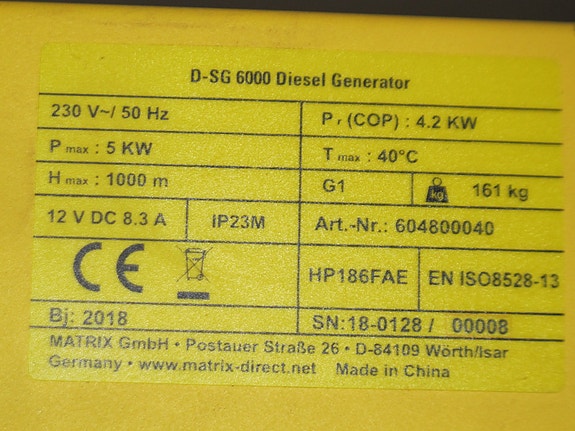 D-SG 6000 Diesel Generator
230 V~/ 50 Hz
P r (COP) : 4.2 KW
P max : 5 KW
T max : 40°C
H max : 1000 m
G1
kg
161 kg
12 V DC 8.3 A
IP23M
Art.-Nr.: 604800040
CE
HP186FAE
EN ISO8528-13
Bj: 2018
SN:18-0128 / 00008
MATRIX GmbH • Postauer Straße 26 • D-84109 Wörth/Isar
Germany • www.matrix-direct.net Made in China